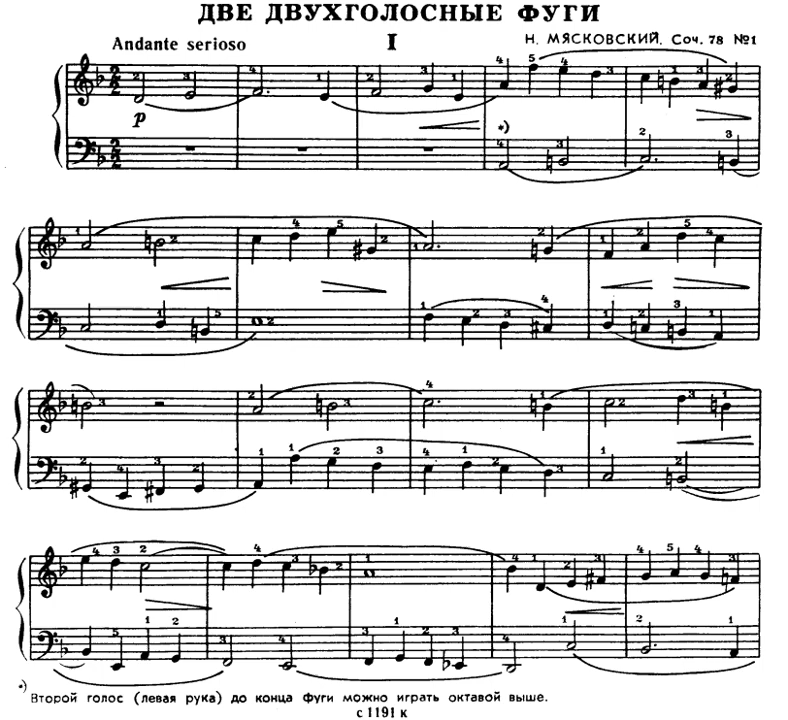 ДВЕ ДВУХГОЛОСНЫЕ ФУГИ
Andante serioso
I
Н. МЯСКОВСКИЙ, Соч. 78 №1
p
*)
*) Второй голос (левая рука) до конца фуги можно играть октавой выше.
с 1191 к